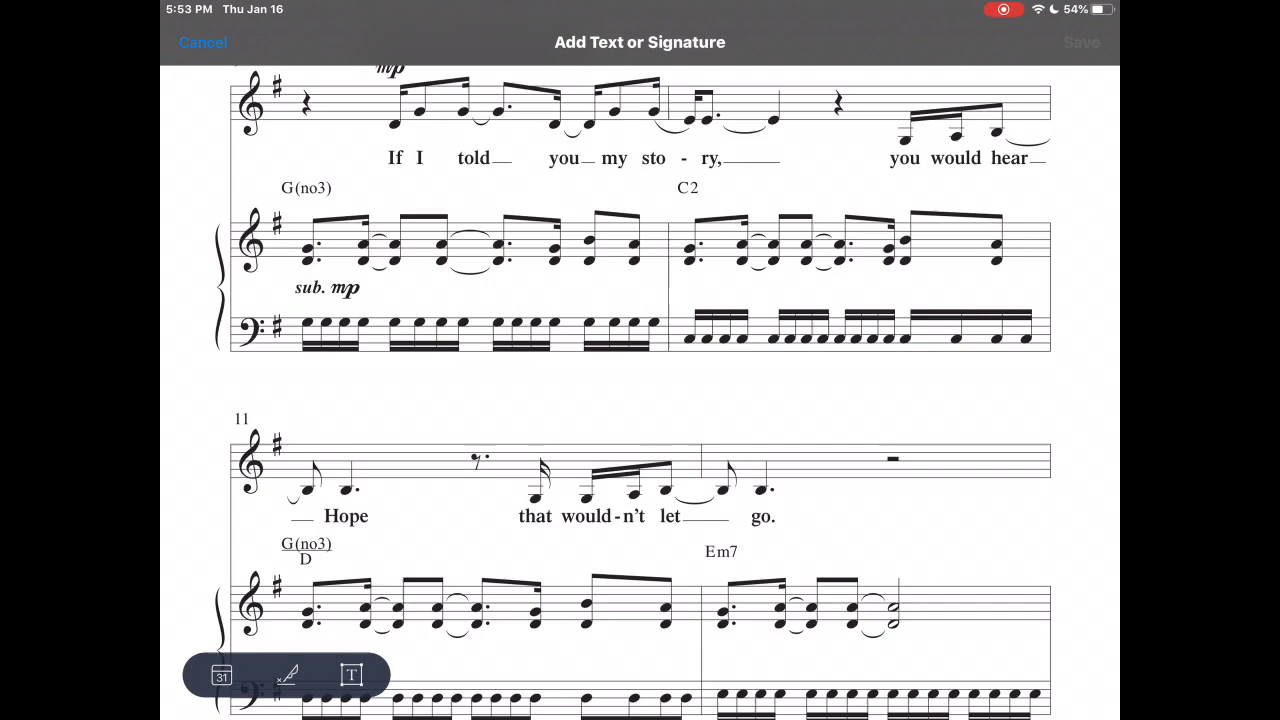 5:53 PM Thu Jan 16 54%
Cancel Add Text or Signature Save
mp
If I told you my sto - ry, you would hear
G(no3) C2
sub. mp
11
Hope that would - n't let go.
G(no3)
D
Em7
31 T